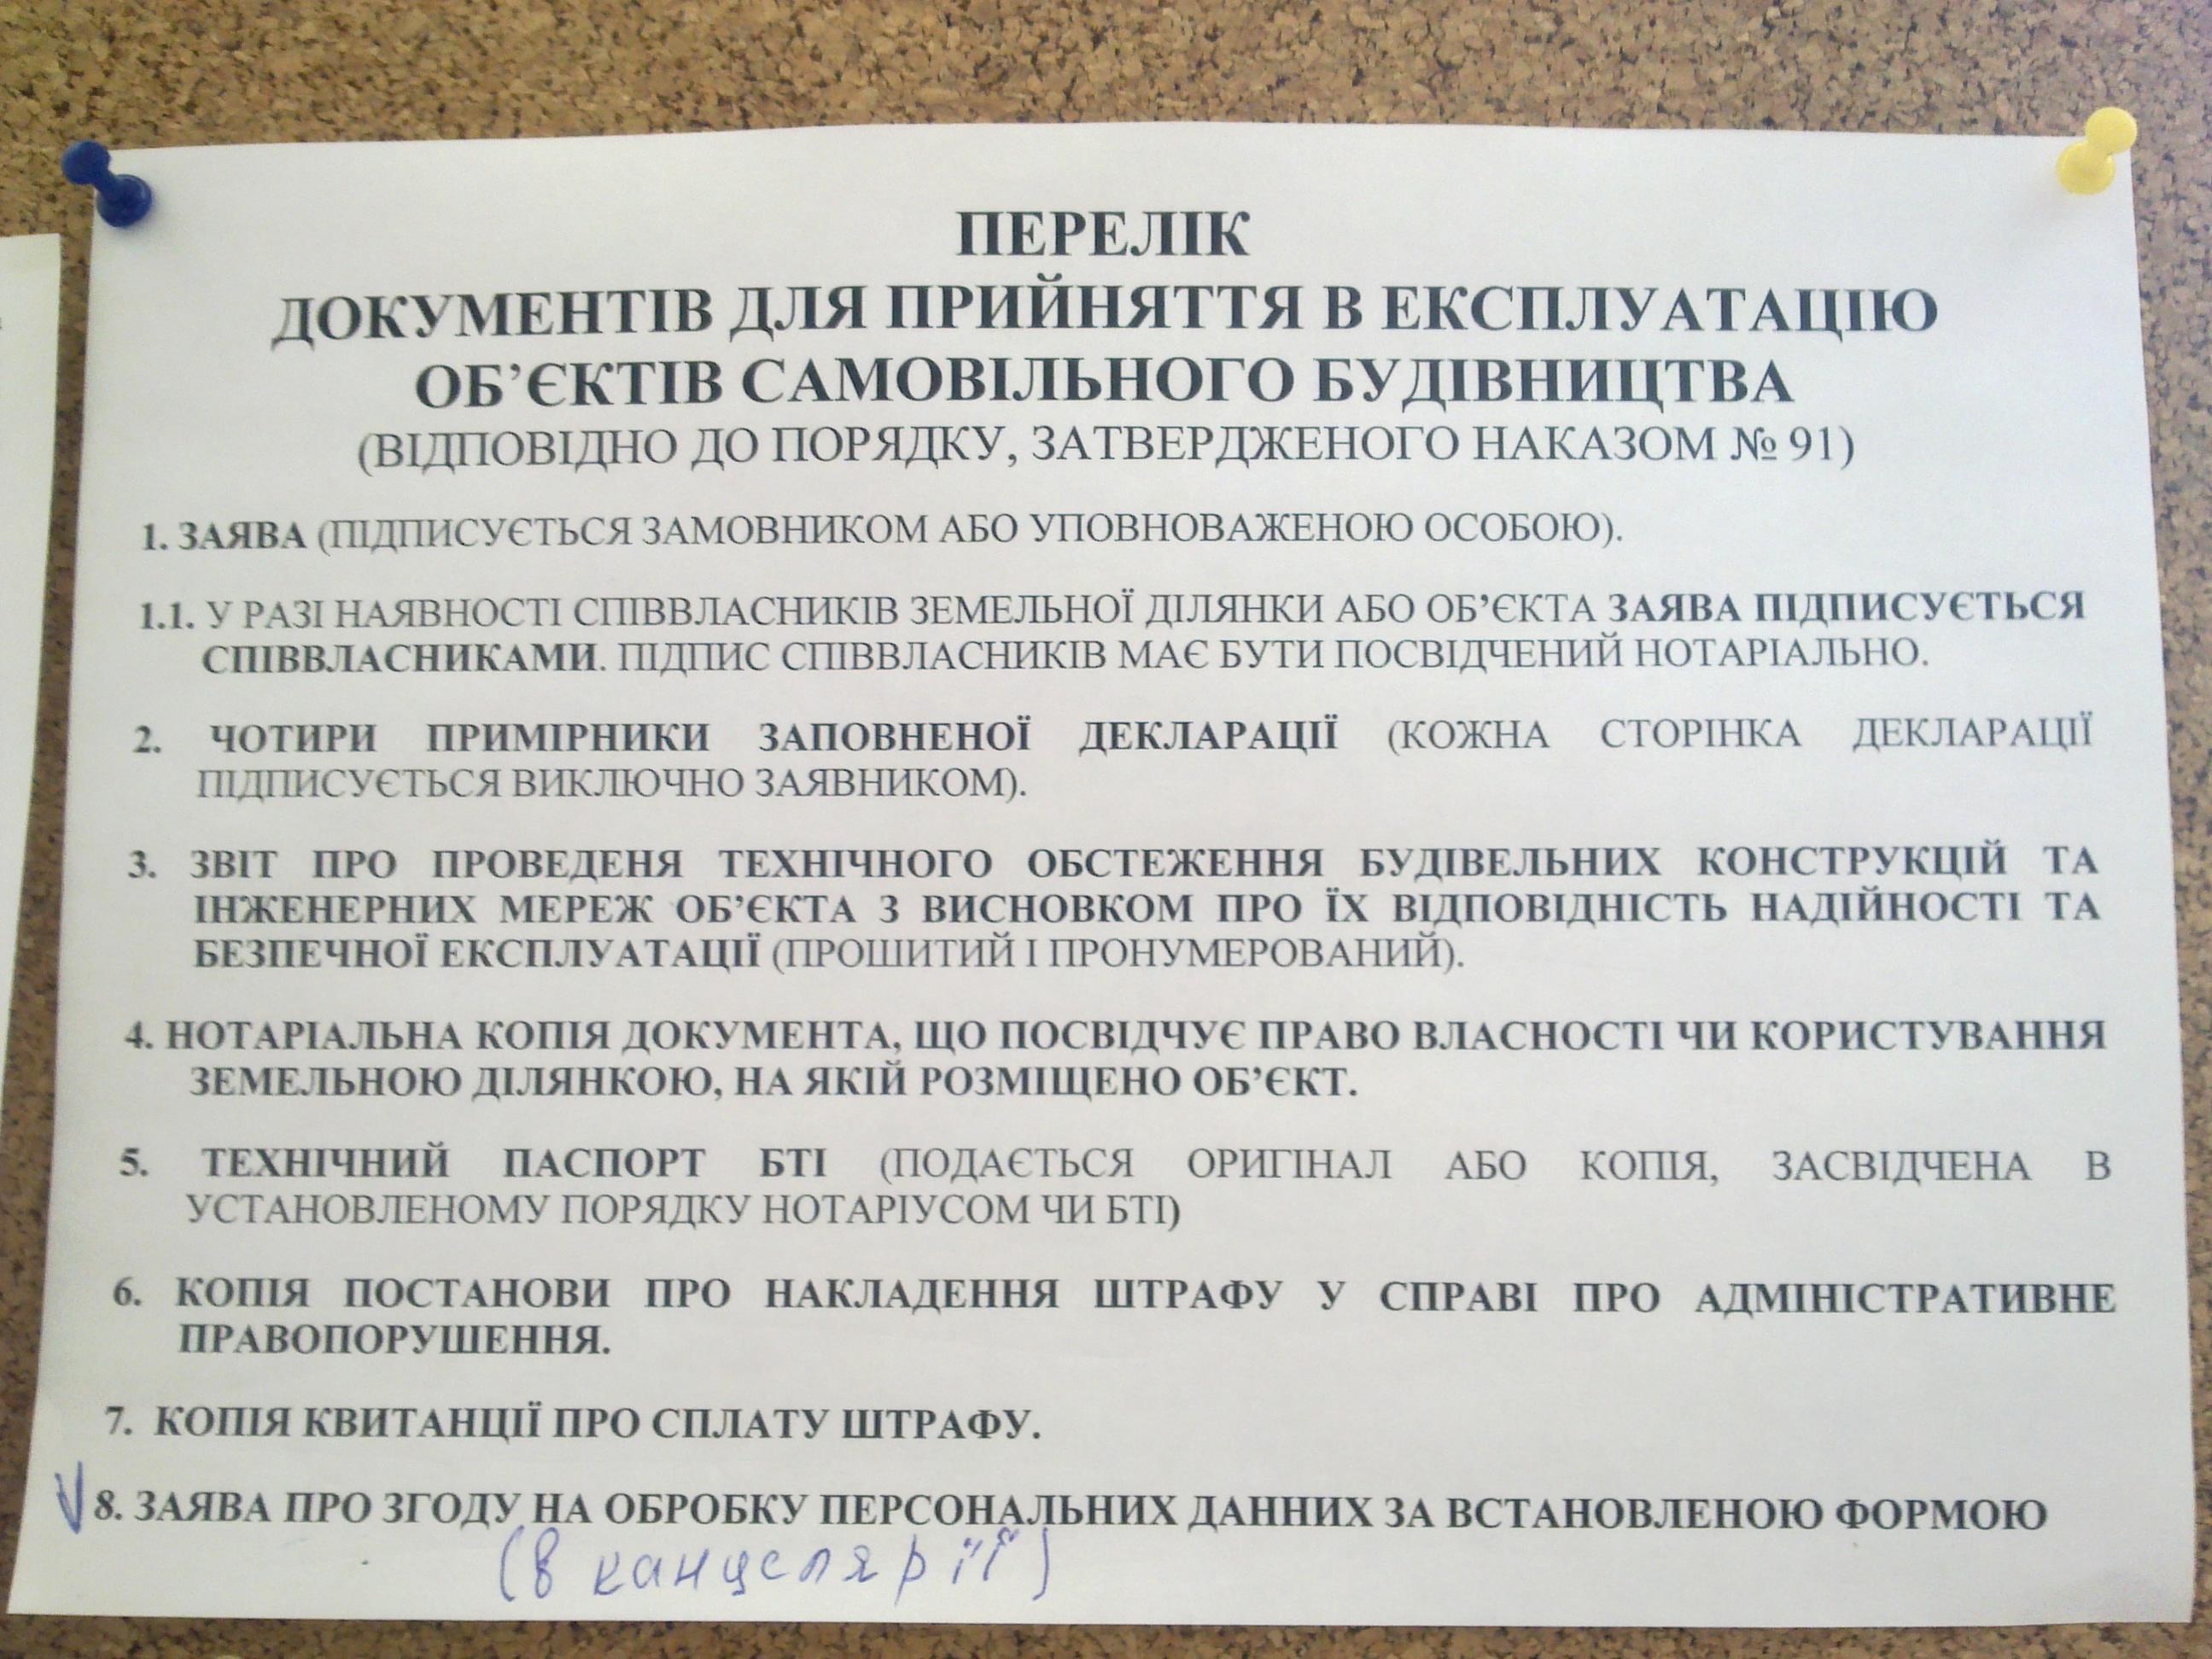 ПЕРЕЛІК
ДОКУМЕНТІВ ДЛЯ ПРИЙНЯТТЯ В ЕКСПЛУАТАЦІЮ
ОБ’ЄКТІВ САМОВІЛЬНОГО БУДІВНИЦТВА
(ВІДПОВІДНО ДО ПОРЯДКУ, ЗАТВЕРДЖЕНОГО НАКАЗОМ № 91)
1. ЗАЯВА (ПІДПИСУЄТЬСЯ ЗАМОВНИКОМ АБО УПОВНОВАЖЕНОЮ ОСОБОЮ).
1.1. У РАЗІ НАЯВНОСТІ СПІВВЛАСНИКІВ ЗЕМЕЛЬНОЇ ДІЛЯНКИ АБО ОБ’ЄКТА ЗАЯВА ПІДПИСУЄТЬСЯ
СПІВВЛАСНИКАМИ. ПІДПИС СПІВВЛАСНИКІВ МАЄ БУТИ ПОСВІДЧЕНИЙ НОТАРІАЛЬНО.
2. ЧОТИРИ ПРИМІРНИКИ ЗАПОВНЕНОЇ ДЕКЛАРАЦІЇ (КОЖНА СТОРІНКА ДЕКЛАРАЦІЇ
ПІДПИСУЄТЬСЯ ВИКЛЮЧНО ЗАЯВНИКОМ).
3. ЗВІТ ПРО ПРОВЕДЕНЯ ТЕХНІЧНОГО ОБСТЕЖЕННЯ БУДІВЕЛЬНИХ КОНСТРУКЦІЙ ТА
ІНЖЕНЕРНИХ МЕРЕЖ ОБ’ЄКТА З ВИСНОВКОМ ПРО ЇХ ВІДПОВІДНІСТЬ НАДІЙНОСТІ ТА
БЕЗПЕЧНОЇ ЕКСПЛУАТАЦІЇ (ПРОШИТИЙ І ПРОНУМЕРОВАНИЙ).
4. НОТАРІАЛЬНА КОПІЯ ДОКУМЕНТА, ЩО ПОСВІДЧУЄ ПРАВО ВЛАСНОСТІ ЧИ КОРИСТУВАННЯ
ЗЕМЕЛЬНОЮ ДІЛЯНКОЮ, НА ЯКІЙ РОЗМІЩЕНО ОБ’ЄКТ.
5. ТЕХНІЧНИЙ ПАСПОРТ БТІ (ПОДАЄТЬСЯ ОРИГІНАЛ АБО КОПІЯ, ЗАСВІДЧЕНА В
УСТАНОВЛЕНОМУ ПОРЯДКУ НОТАРІУСОМ ЧИ БТІ)
6. КОПІЯ ПОСТАНОВИ ПРО НАКЛАДЕННЯ ШТРАФУ У СПРАВІ ПРО АДМІНІСТРАТИВНЕ
ПРАВОПОРУШЕННЯ.
7. КОПІЯ КВИТАНЦІЇ ПРО СПЛАТУ ШТРАФУ.
8. ЗАЯВА ПРО ЗГОДУ НА ОБРОБКУ ПЕРСОНАЛЬНИХ ДАННИХ ЗА ВСТАНОВЛЕНОЮ ФОРМОЮ
(в канцелярії)